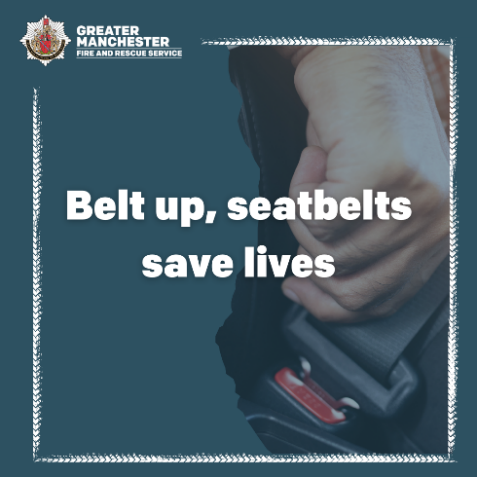 GREATER
MANCHESTER
FIRE AND RESCUE SERVICE
Belt up, seatbelts
save lives